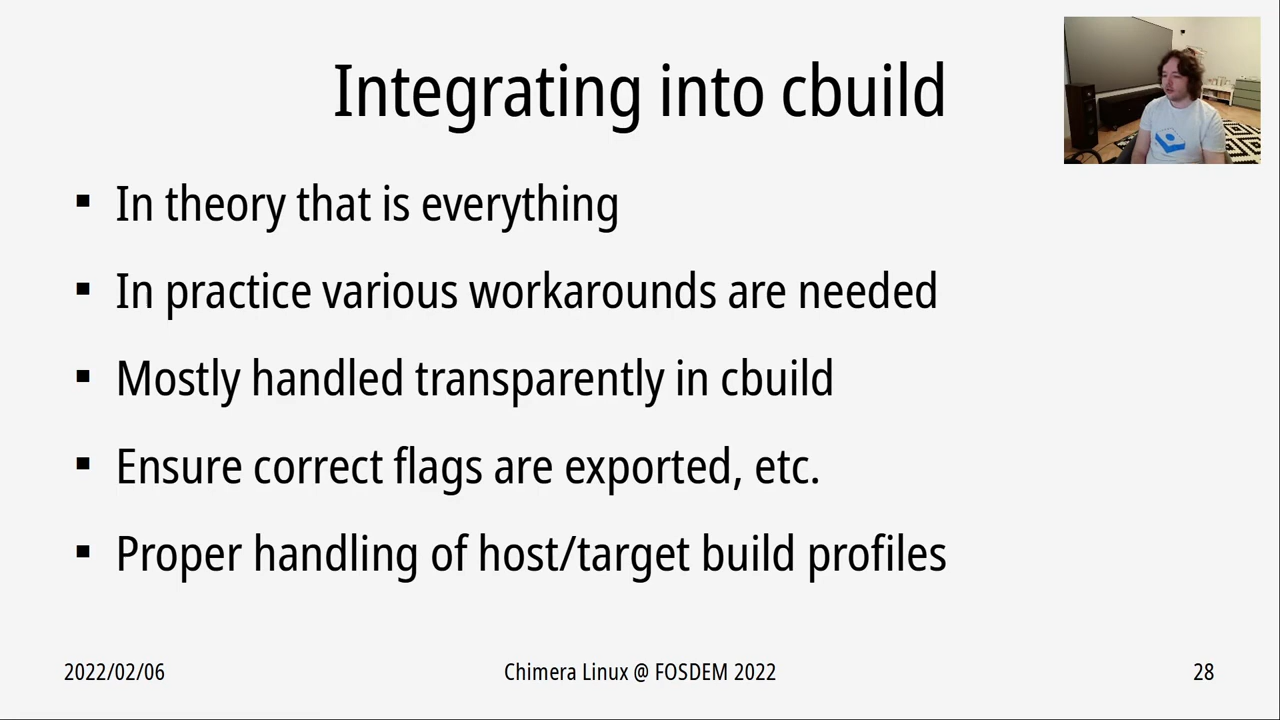 Integrating into cbuild
▪ In theory that is everything
▪ In practice various workarounds are needed
▪ Mostly handled transparently in cbuild
▪ Ensure correct flags are exported, etc.
▪ Proper handling of host/target build profiles
2022/02/06
Chimera Linux @ FOSDEM 2022
28